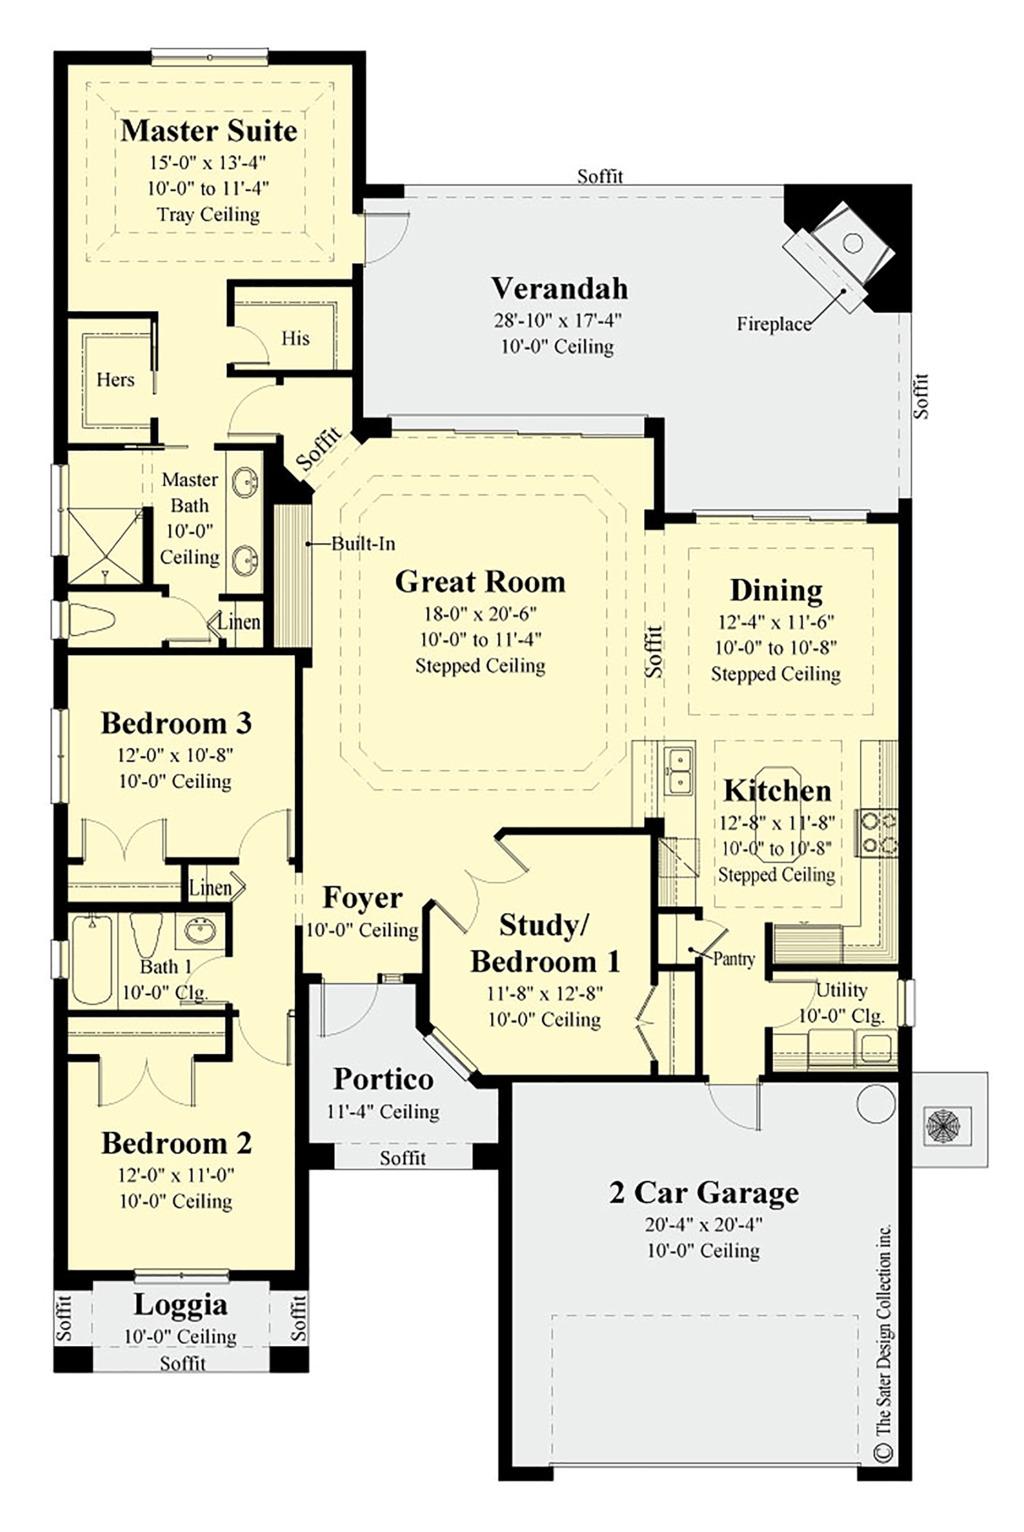 Master Suite
15'-0" x 13'-4"
10'-0" to 11'-4"
Tray Ceiling
Soffit
Verandah
28'-10" x 17'-4"
10'-0" Ceiling
Fireplace
Soffit
His
Hers
Soffit
Master
Bath
10'-0"
Ceiling
Built-In
Linen
Great Room
18-0" x 20'-6"
10'-0" to 11'-4"
Stepped Ceiling
Soffit
Dining
12'-4" x 11'-6"
10'-0" to 10'-8"
Stepped Ceiling
Bedroom 3
12'-0" x 10'-8"
10'-0" Ceiling
Kitchen
12'-8" x 11'-8"
10'-0" to 10'-8"
Stepped Ceiling
Linen
Foyer
10'-0" Ceiling
Study/
Bedroom 1
11'-8" x 12'-8"
10'-0" Ceiling
Pantry
Bath 1
10'-0" Clg.
Utility
10'-0" Clg.
Portico
11'-4" Ceiling
Soffit
Bedroom 2
12'-0" x 11'-0"
10'-0" Ceiling
2 Car Garage
20'-4" x 20'-4"
10'-0" Ceiling
Soffit
Loggia
10'-0" Ceiling
Soffit
Soffit
© The Sater Design Collection inc.